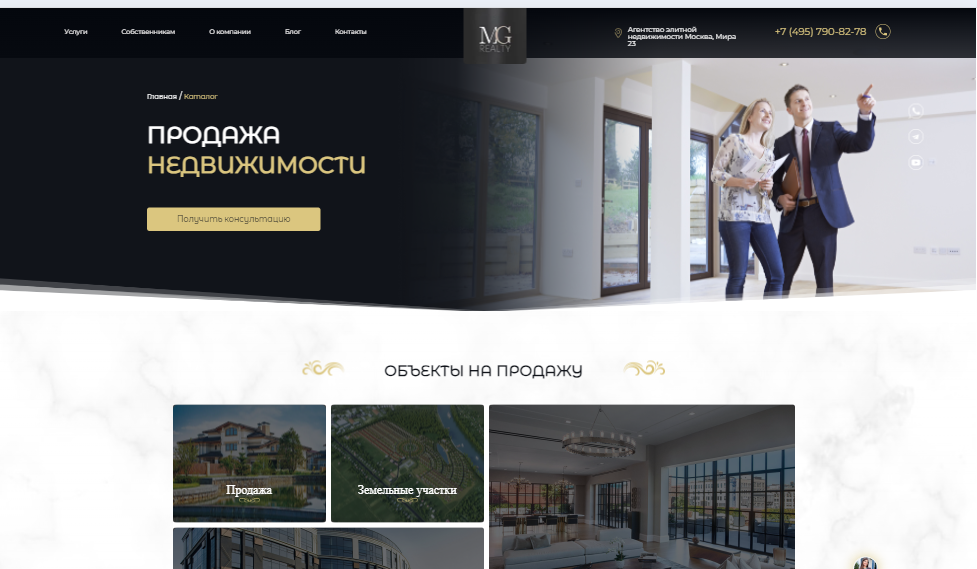 Услуги
Собственникам
О компании
Блог
Контакты
MG
REALTY
Агентство элитной
недвижимости Москва, Мира
23
+7 (495) 790-82-78
Главная / Каталог
ПРОДАЖА
НЕДВИЖИМОСТИ
Получить консультацию
ОБЪЕКТЫ НА ПРОДАЖУ
Продажа
Земельные участки